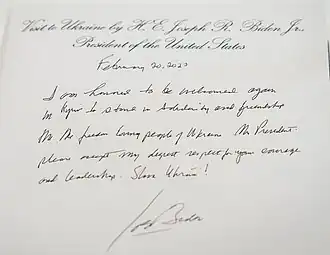 Visit to Ukraine by H.E. Joseph R. Biden Jr.
President of the United States
February 20, 2023
I am honored to be welcomed again
in Kyiv to stand in solidarity and friendship
the freedom loving people of Ukraine. Mr President.
please accept my deepest respect for your courage
and leadership. Slava Ukraini!
Joe Biden